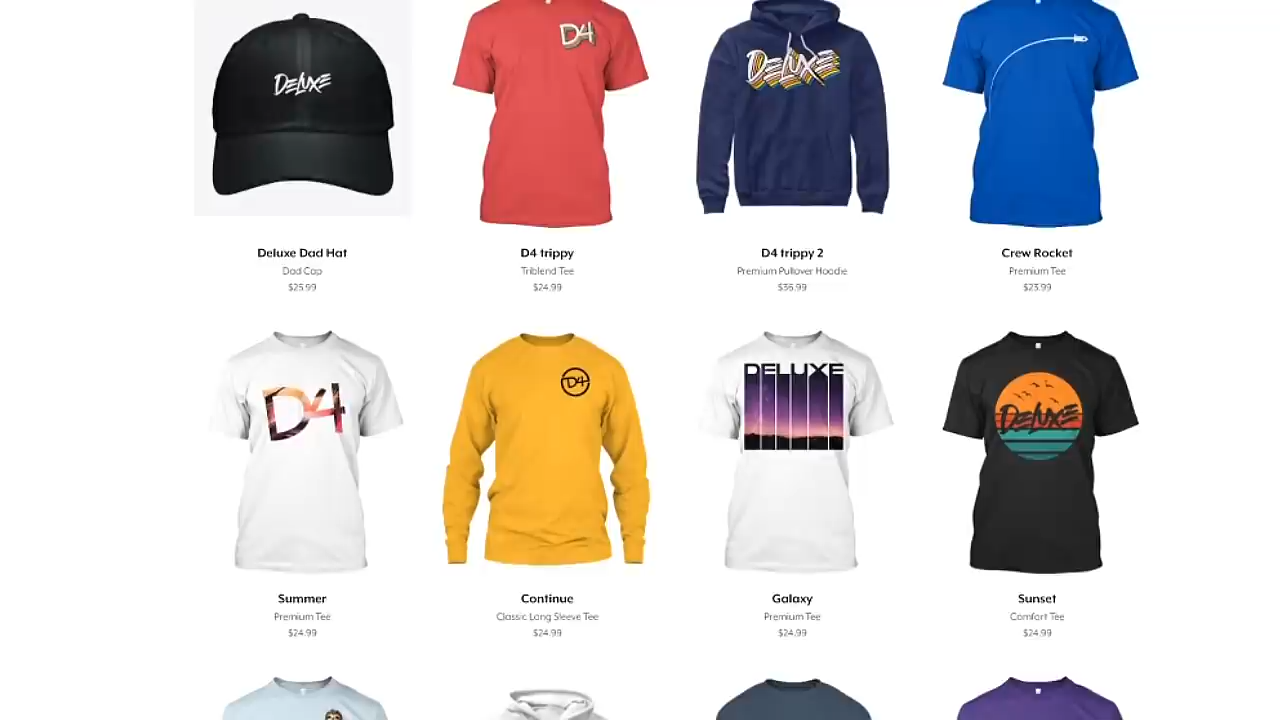 DELUXE
D4
DELUXE
Deluxe Dad Hat
Dad Cap
$25.99
D4 trippy
Triblend Tee
$24.99
D4 trippy 2
Premium Pullover Hoodie
$36.99
Crew Rocket
Premium Tee
$23.99
D4
D4
DELUXE
DELUXE
Summer
Premium Tee
$24.99
Continue
Classic Long Sleeve Tee
$24.99
Galaxy
Premium Tee
$24.99
Sunset
Comfort Tee
$24.99